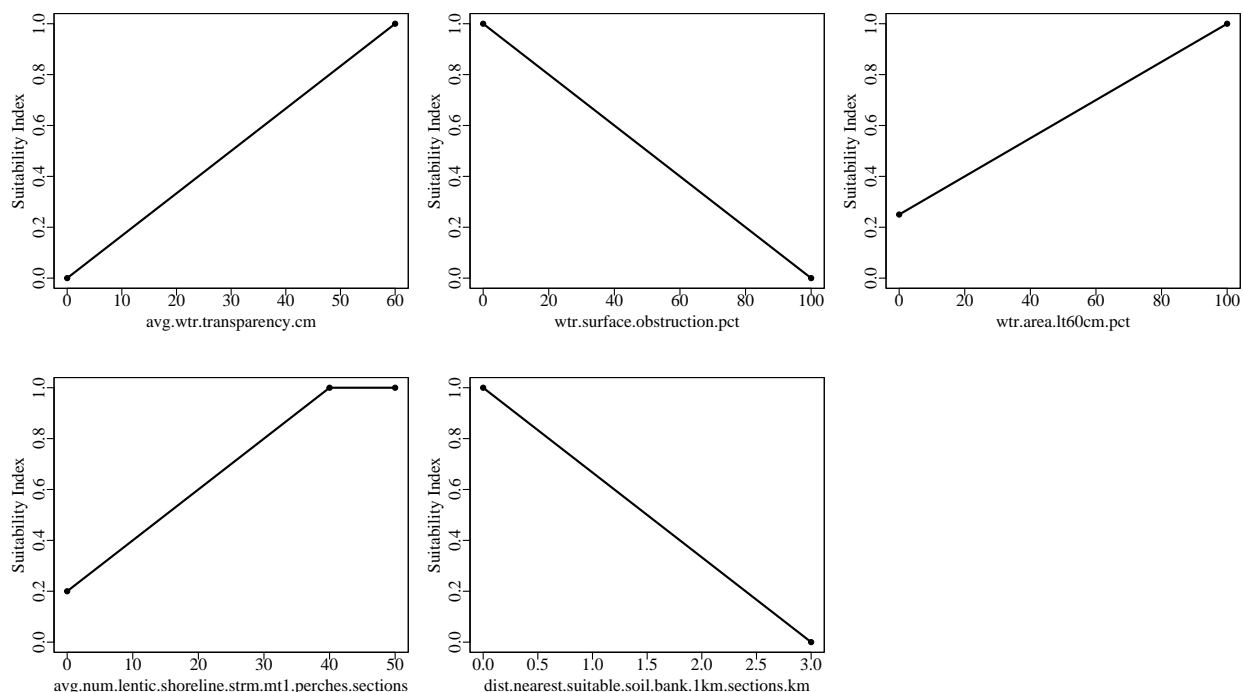 Suitability Index
0.0 0.2 0.4 0.6 0.8 1.0
0 10 20 30 40 50 60
avg.wtr.transparency.cm
Suitability Index
0.0 0.2 0.4 0.6 0.8 1.0
0 20 40 60 80 100
wtr.surface.obstruction.pct
Suitability Index
0.0 0.2 0.4 0.6 0.8 1.0
0 20 40 60 80 100
wtr.area.lt60cm.pct
Suitability Index
0.0 0.2 0.4 0.6 0.8 1.0
0 10 20 30 40 50
avg.num.lentic.shoreline.strm.mt1.perches.sections
Suitability Index
0.0 0.2 0.4 0.6 0.8 1.0
0.0 0.5 1.0 1.5 2.0 2.5 3.0
dist.nearest.suitable.soil.bank.1km.sections.km